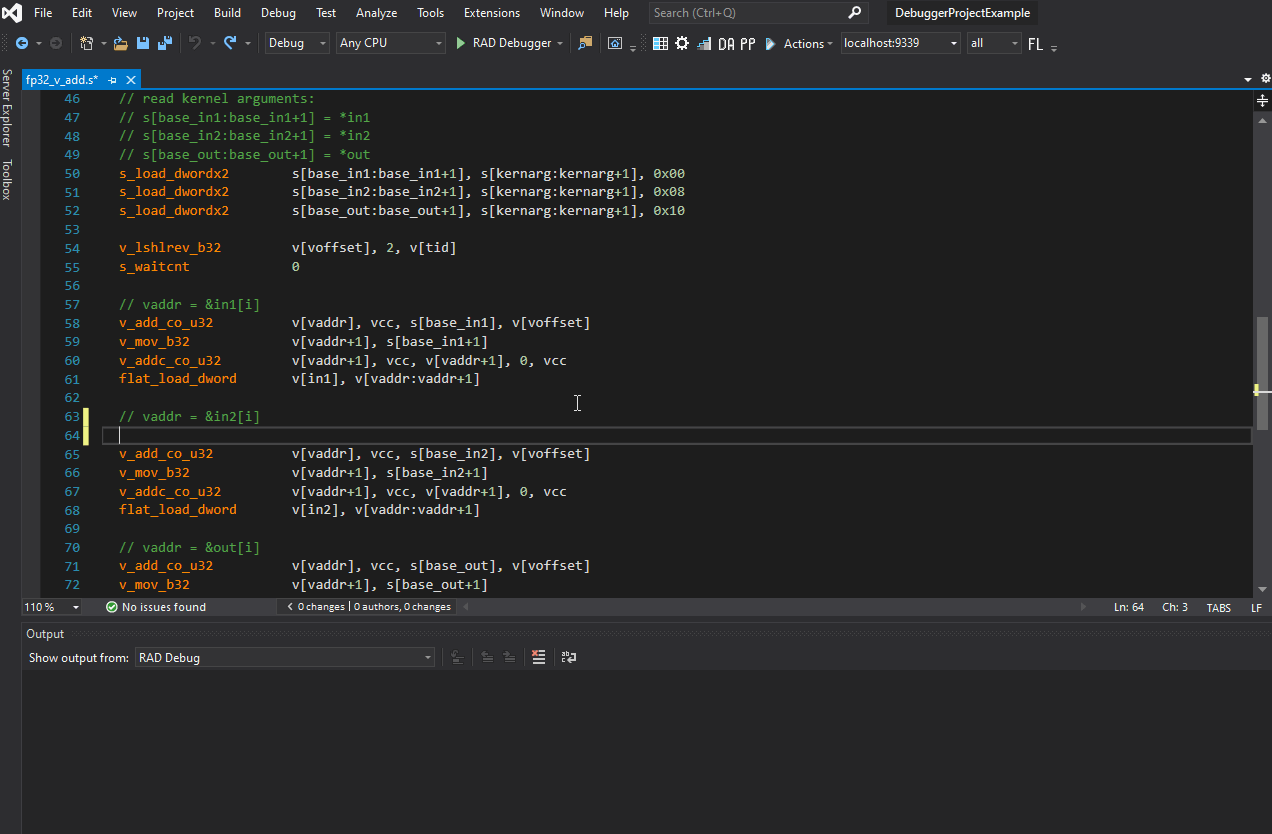 File Edit View Project Build Debug Test Analyze Tools Extensions Window Help Search (Ctrl+Q) DebuggerProjectExample
Debug Any CPU RAD Debugger DA PP Actions localhost:9339 all FL
Server Explorer
Toolbox
fp32_v_add.s*
46 // read kernel arguments:
47 // s[base_in1:base_in1+1] = *in1
48 // s[base_in2:base_in2+1] = *in2
49 // s[base_out:base_out+1] = *out
50 s_load_dwordx2 s[base_in1:base_in1+1], s[kernarg:kernarg+1], 0x00
51 s_load_dwordx2 s[base_in2:base_in2+1], s[kernarg:kernarg+1], 0x08
52 s_load_dwordx2 s[base_out:base_out+1], s[kernarg:kernarg+1], 0x10
53
54 v_lshlrev_b32 v[voffset], 2, v[tid]
55 s_waitcnt 0
56
57 // vaddr = &in1[i]
58 v_add_co_u32 v[vaddr], vcc, s[base_in1], v[voffset]
59 v_mov_b32 v[vaddr+1], s[base_in1+1]
60 v_addc_co_u32 v[vaddr+1], vcc, v[vaddr+1], 0, vcc
61 flat_load_dword v[in1], v[vaddr:vaddr+1]
62
63 // vaddr = &in2[i]
64
65 v_add_co_u32 v[vaddr], vcc, s[base_in2], v[voffset]
66 v_mov_b32 v[vaddr+1], s[base_in2+1]
67 v_addc_co_u32 v[vaddr+1], vcc, v[vaddr+1], 0, vcc
68 flat_load_dword v[in2], v[vaddr:vaddr+1]
69
70 // vaddr = &out[i]
71 v_add_co_u32 v[vaddr], vcc, s[base_out], v[voffset]
72 v_mov_b32 v[vaddr+1], s[base_out+1]
110 % No issues found 0 changes | 0 authors, 0 changes Ln: 64 Ch: 3 TABS LF
Output
Show output from: RAD Debug